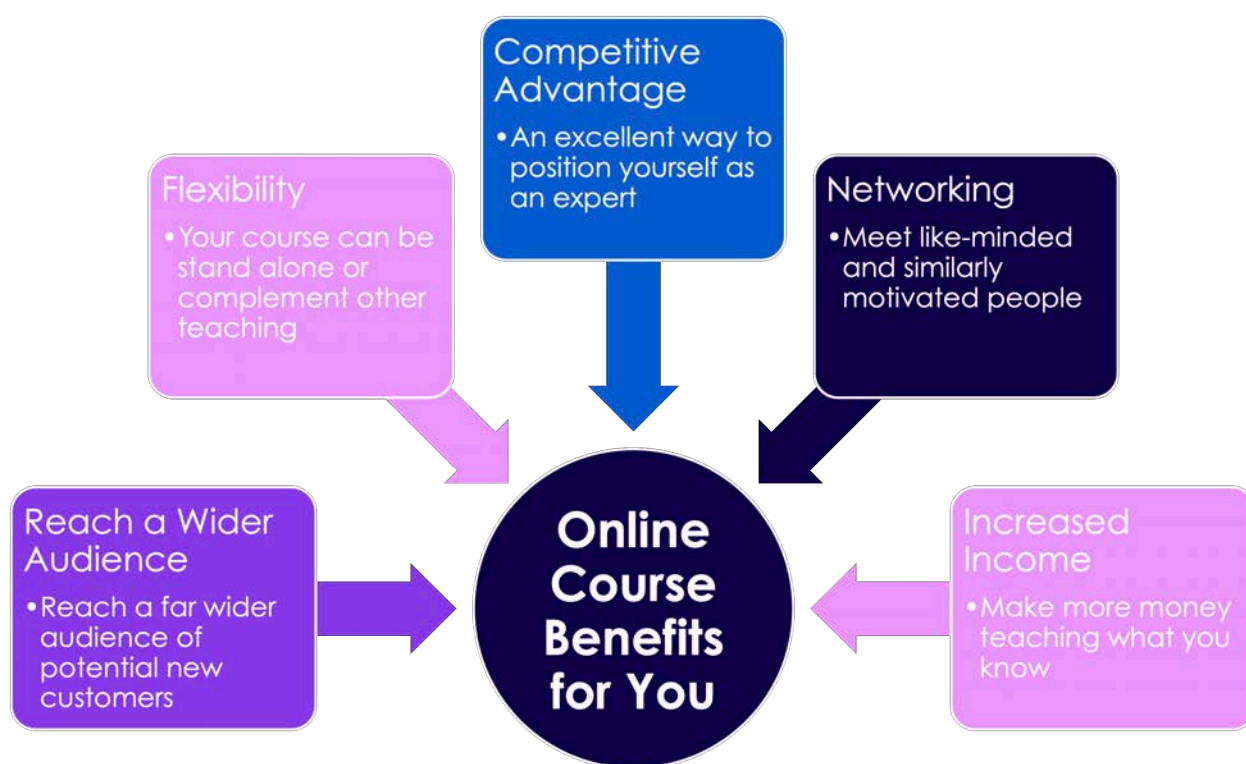 Competitive
Advantage
•An excellent way to
position yourself as
an expert
Flexibility
•Your course can be
stand alone or
complement other
teaching
Networking
•Meet like-minded
and similarly
motivated people
Reach a Wider
Audience
•Reach a far wider
audience of
potential new
customers
Online
Course
Benefits
for You
Increased
Income
•Make more money
teaching what you
know